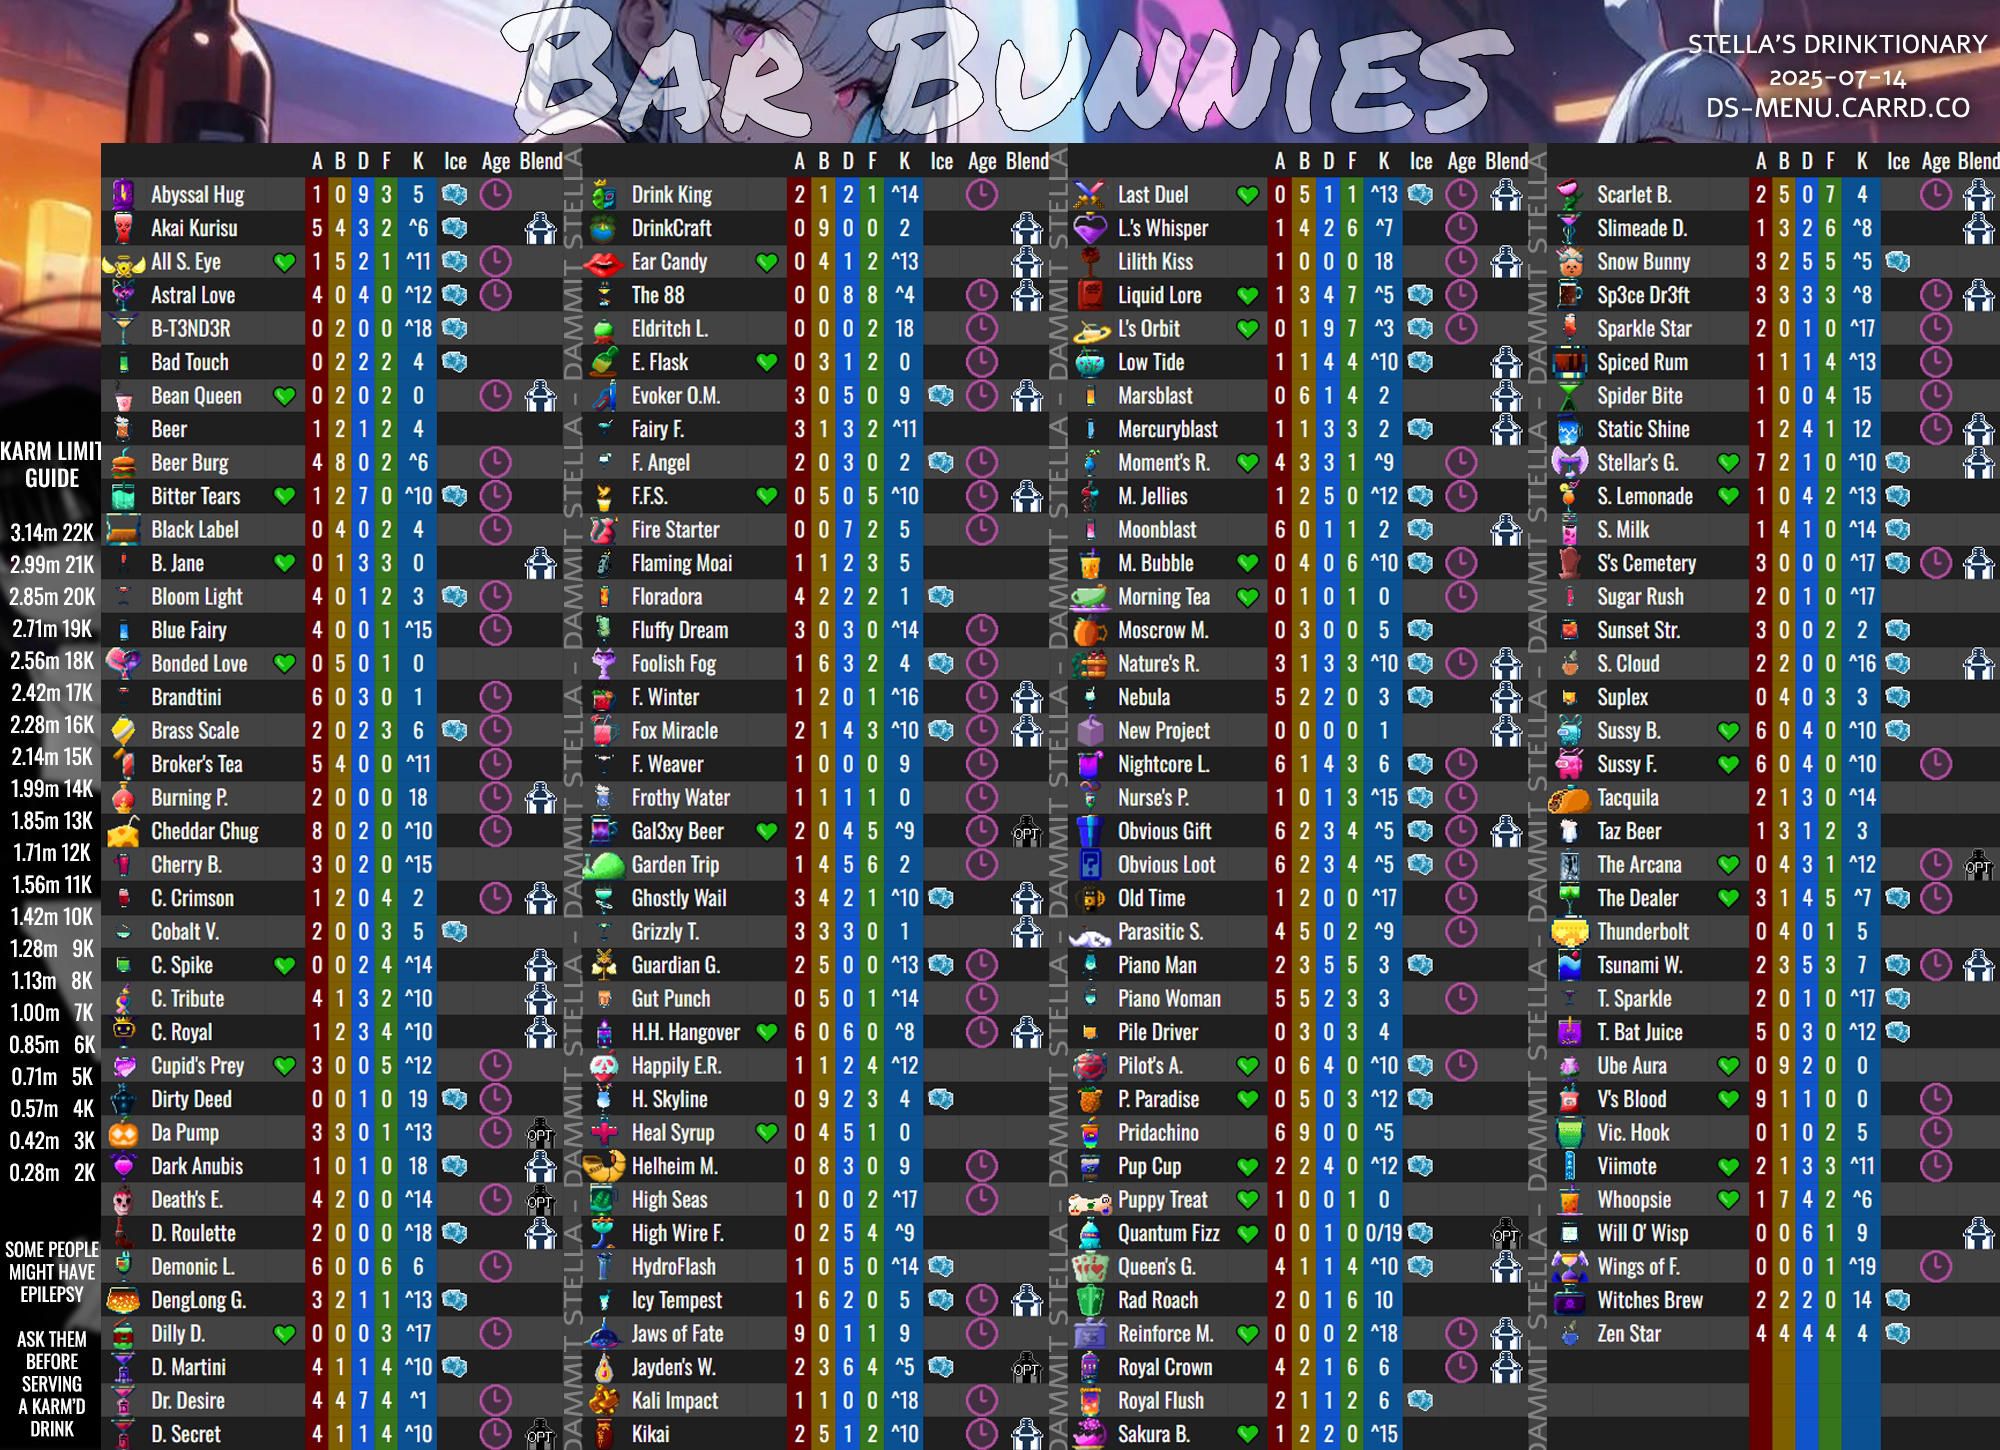 BAR BUNNIES
STELLA'S DRINKTIONARY
2025-07-14
DS-MENU.CARRD.CO
KARM LIMIT
GUIDE
3.14m 22K
2.99m 21K
2.85m 20K
2.71m 19K
2.56m 18K
2.42m 17K
2.28m 16K
2.14m 15K
1.99m 14K
1.85m 13K
1.71m 12K
1.56m 11K
1.42m 10K
1.28m 9K
1.13m 8K
1.00m 7K
0.85m 6K
0.71m 5K
0.57m 4K
0.42m 3K
0.28m 2K
SOME PEOPLE
MIGHT HAVE
EPILEPSY
ASK THEM
BEFORE
SERVING
A KARM'D
DRINK
A B D F K Ice Age Blend
Abyssal Hug 1 0 9 3 5
Akai Kurisu 5 4 3 2 ^6
All S. Eye 1 5 2 1 ^11
Astral Love 4 0 4 0 ^12
B-T3ND3R 0 2 0 0 ^18
Bad Touch 0 2 2 2 4
Bean Queen 0 2 0 2 0
Beer 1 2 1 2 4
Beer Burg 4 8 0 2 ^6
Bitter Tears 1 2 7 0 ^10
Black Label 0 4 0 2 4
B. Jane 0 1 3 3 0
Bloom Light 4 0 1 2 3
Blue Fairy 4 0 0 1 ^15
Bonded Love 0 5 0 1 0
Brandtini 6 0 3 0 1
Brass Scale 2 0 2 3 6
Broker's Tea 5 4 0 0 ^11
Burning P. 2 0 0 0 18
Cheddar Chug 8 0 2 0 ^10
Cherry B. 3 0 2 0 ^15
C. Crimson 1 2 0 4 2
Cobalt V. 2 0 0 3 5
C. Spike 0 0 2 4 ^14
C. Tribute 4 1 3 2 ^10
C. Royal 1 2 3 4 ^10
Cupid's Prey 3 0 0 5 ^12
Dirty Deed 0 0 1 0 19
Da Pump 3 3 0 1 ^13 OPT
Dark Anubis 1 0 1 0 18
Death's E. 4 2 0 0 ^14 OPT
D. Roulette 2 0 0 0 ^18
Demonic L. 6 0 0 6 6
DengLong G. 3 2 1 1 ^13
Dilly D. 0 0 0 3 ^17
D. Martini 4 1 1 4 ^10
Dr. Desire 4 4 7 4 ^1
D. Secret 4 1 1 4 ^10 OPT
DAMMIT STELLA - DAMMIT STELLA - DAMMIT STELLA - DAMMIT STELLA - DAMMIT STELLA
A B D F K Ice Age Blend
Drink King 2 1 2 1 ^14
DrinkCraft 0 9 0 0 2
Ear Candy 0 4 1 2 ^13
The 88 0 0 8 8 ^4
Eldritch L. 0 0 0 2 18
E. Flask 0 3 1 2 0
Evoker O.M. 3 0 5 0 9
Fairy F. 3 1 3 2 ^11
F. Angel 2 0 3 0 2
F.F.S. 0 5 0 5 ^10
Fire Starter 0 0 7 2 5
Flaming Moai 1 1 2 3 5
Floradora 4 2 2 2 1
Fluffy Dream 3 0 3 0 ^14
Foolish Fog 1 6 3 2 4
F. Winter 1 2 0 1 ^16
Fox Miracle 2 1 4 3 ^10
F. Weaver 1 0 0 0 9
Frothy Water 1 1 1 1 0
Gal3xy Beer 2 0 4 5 ^9 OPT
Garden Trip 1 4 5 6 2
Ghostly Wail 3 4 2 1 ^10
Grizzly T. 3 3 3 0 1
Guardian G. 2 5 0 0 ^13
Gut Punch 0 5 0 1 ^14
H.H. Hangover 6 0 6 0 ^8
Happily E.R. 1 1 2 4 ^12
H. Skyline 0 9 2 3 4
Heal Syrup 0 4 5 1 0
Helheim M. 0 8 3 0 9
High Seas 1 0 0 2 ^17
High Wire F. 0 2 5 4 ^9
HydroFlash 1 0 5 0 ^14
Icy Tempest 1 6 2 0 5
Jaws of Fate 9 0 1 1 9
Jayden's W. 2 3 6 4 ^5 OPT
Kali Impact 1 1 0 0 ^18
Kikai 2 5 1 2 ^10
DAMMIT STELLA - DAMMIT STELLA - DAMMIT STELLA - DAMMIT STELLA - DAMMIT STELLA
A B D F K Ice Age Blend
Last Duel 0 5 1 1 ^13
L.'s Whisper 1 4 2 6 ^7
Lilith Kiss 1 0 0 0 18
Liquid Lore 1 3 4 7 ^5
L's Orbit 0 1 9 7 ^3
Low Tide 1 1 4 4 ^10
Marsblast 0 6 1 4 2
Mercuryblast 1 1 3 3 2
Moment's R. 4 3 3 1 ^9
M. Jellies 1 2 5 0 ^12
Moonblast 6 0 1 1 2
M. Bubble 0 4 0 6 ^10
Morning Tea 0 1 0 1 0
Moscrow M. 0 3 0 0 5
Nature's R. 3 1 3 3 ^10
Nebula 5 2 2 0 3
New Project 0 0 0 0 1
Nightcore L. 6 1 4 3 6
Nurse's P. 1 0 1 3 ^15
Obvious Gift 6 2 3 4 ^5
Obvious Loot 6 2 3 4 ^5
Old Time 1 2 0 0 ^17
Parasitic S. 4 5 0 2 ^9
Piano Man 2 3 5 5 3
Piano Woman 5 5 2 3 3
Pile Driver 0 3 0 3 4
Pilot's A. 0 6 4 0 ^10
P. Paradise 0 5 0 3 ^12
Pridachino 6 9 0 0 ^5
Pup Cup 2 2 4 0 ^12
Puppy Treat 1 0 0 1 0
Quantum Fizz 0 0 1 0 0/19 OPT
Queen's G. 4 1 1 4 ^10
Rad Roach 2 0 1 6 10
Reinforce M. 0 0 0 2 ^18
Royal Crown 4 2 1 6 6
Royal Flush 2 1 1 2 6
Sakura B. 1 2 2 0 ^15
DAMMIT STELLA - DAMMIT STELLA - DAMMIT STELLA - DAMMIT STELLA - DAMMIT STELLA
A B D F K Ice Age Blend
Scarlet B. 2 5 0 7 4
Slimeade D. 1 3 2 6 ^8
Snow Bunny 3 2 5 5 ^5
Sp3ce Dr3ft 3 3 3 3 ^8
Sparkle Star 2 0 1 0 ^17
Spiced Rum 1 1 1 4 ^13
Spider Bite 1 0 0 4 15
Static Shine 1 2 4 1 12
Stellar's G. 7 2 1 0 ^10
S. Lemonade 1 0 4 2 ^13
S. Milk 1 4 1 0 ^14
S's Cemetery 3 0 0 0 ^17
Sugar Rush 2 0 1 0 ^17
Sunset Str. 3 0 0 2 2
S. Cloud 2 2 0 0 ^16
Suplex 0 4 0 3 3
Sussy B. 6 0 4 0 ^10
Sussy F. 6 0 4 0 ^10
Tacquila 2 1 3 0 ^14
Taz Beer 1 3 1 2 3
The Arcana 0 4 3 1 ^12 OPT
The Dealer 3 1 4 5 ^7
Thunderbolt 0 4 0 1 5
Tsunami W. 2 3 5 3 7
T. Sparkle 2 0 1 0 ^17
T. Bat Juice 5 0 3 0 ^12
Ube Aura 0 9 2 0 0
V's Blood 9 1 1 0 0
Vic. Hook 0 1 0 2 5
Viimote 2 1 3 3 ^11
Whoopsie 1 7 4 2 ^6
Will O' Wisp 0 0 6 1 9
Wings of F. 0 0 0 1 ^19
Witches Brew 2 2 2 0 14
Zen Star 4 4 4 4 4